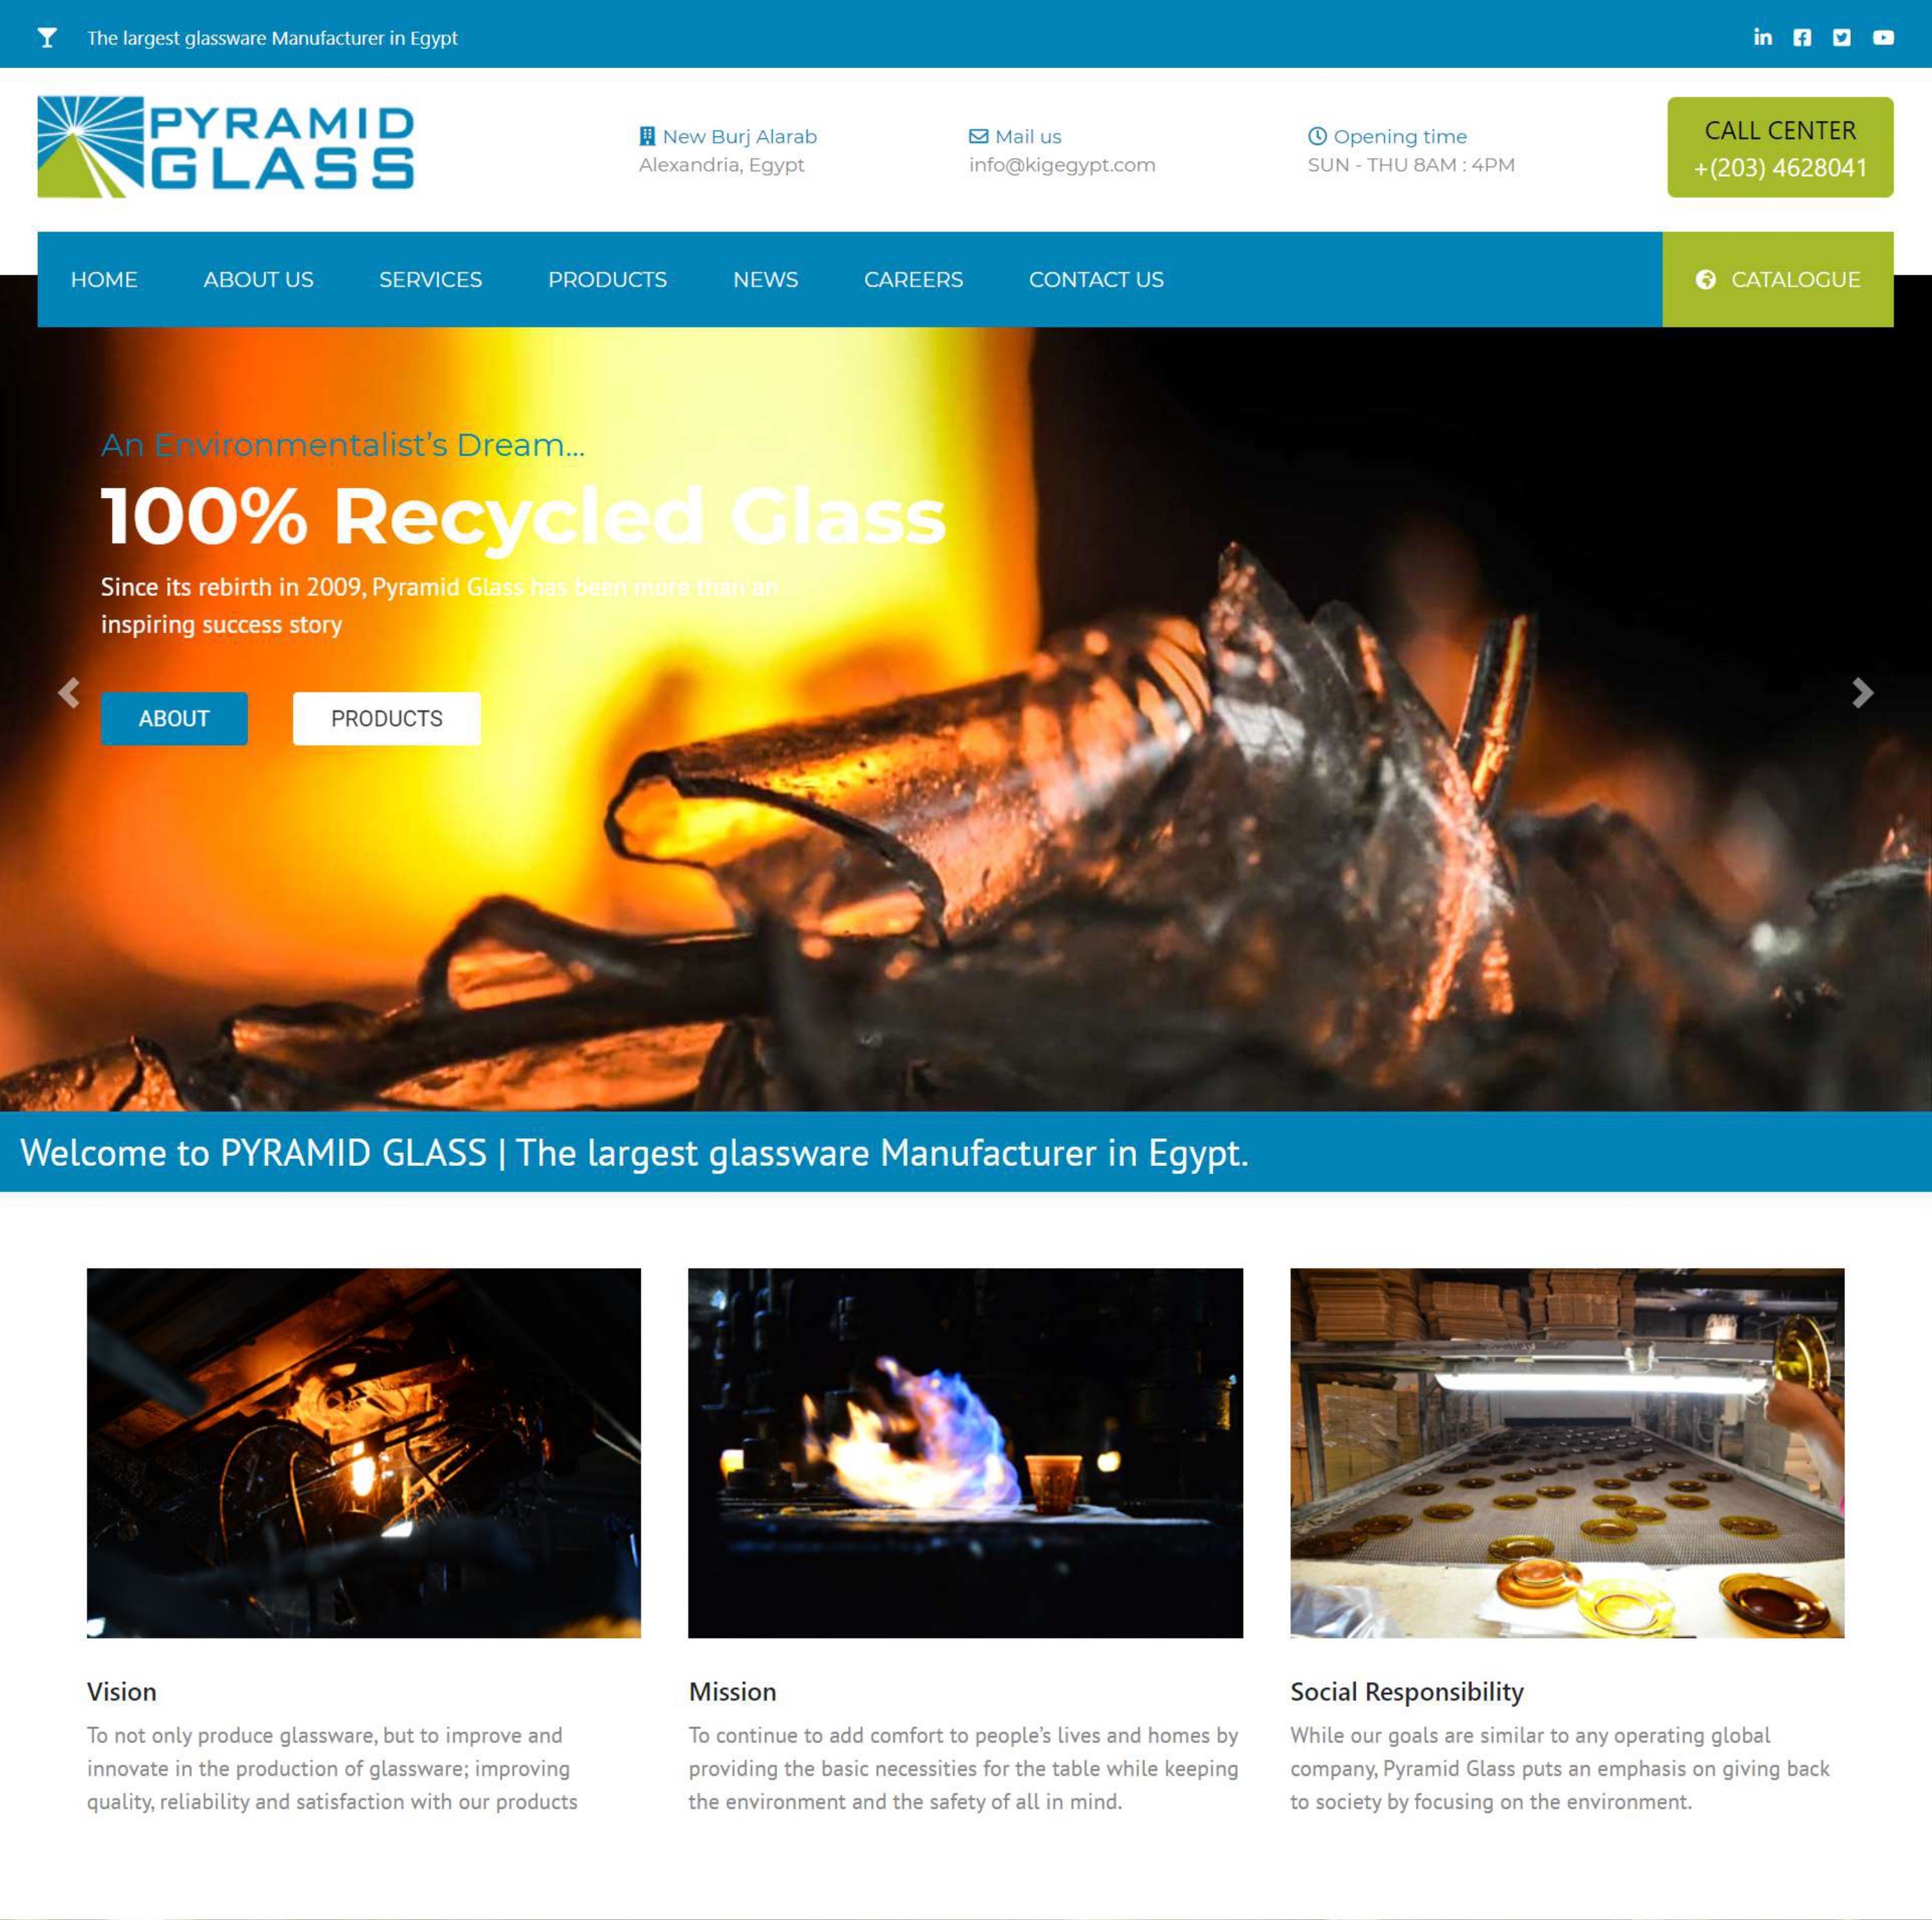 The largest glassware Manufacturer in Egypt
PYRAMID
GLASS
New Burj Alarab
Alexandria, Egypt
Mail us
info@kigegypt.com
Opening time
SUN - THU 8AM : 4PM
CALL CENTER
+(203) 4628041
HOME
ABOUT US
SERVICES
PRODUCTS
NEWS
CAREERS
CONTACT US
CATALOGUE
An Environmentalist's Dream...
100% Recycled Glass
Since its rebirth in 2009, Pyramid Glass has been more than an
inspiring success story
ABOUT
PRODUCTS
Welcome to PYRAMID GLASS | The largest glassware Manufacturer in Egypt.
Vision
To not only produce glassware, but to improve and
innovate in the production of glassware; improving
quality, reliability and satisfaction with our products
Mission
To continue to add comfort to people's lives and homes by
providing the basic necessities for the table while keeping
the environment and the safety of all in mind.
Social Responsibility
While our goals are similar to any operating global
company, Pyramid Glass puts an emphasis on giving back
to society by focusing on the environment.